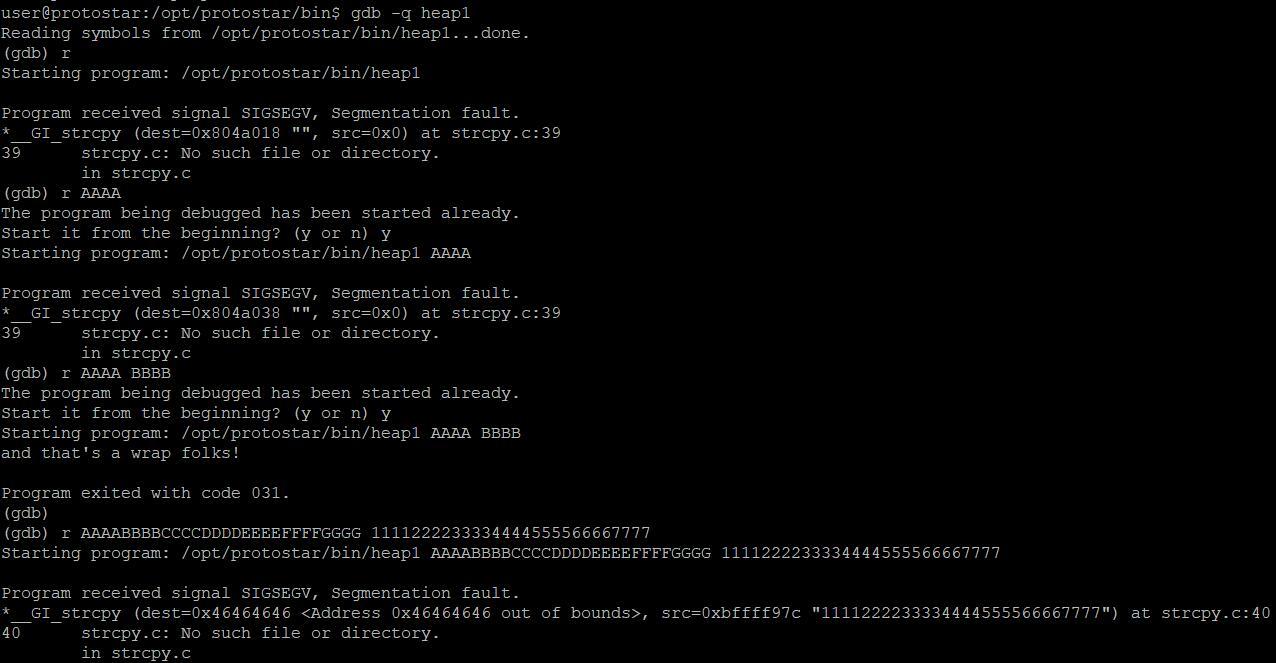 user@protostar:/opt/protostar/bin$ gdb -q heap1
Reading symbols from /opt/protostar/bin/heap1...done.
(gdb) r
Starting program: /opt/protostar/bin/heap1

Program received signal SIGSEGV, Segmentation fault.
*__GI_strcpy (dest=0x804a018 "", src=0x0) at strcpy.c:39
39      strcpy.c: No such file or directory.
        in strcpy.c
(gdb) r AAAA
The program being debugged has been started already.
Start it from the beginning? (y or n) y
Starting program: /opt/protostar/bin/heap1 AAAA

Program received signal SIGSEGV, Segmentation fault.
*__GI_strcpy (dest=0x804a038 "", src=0x0) at strcpy.c:39
39      strcpy.c: No such file or directory.
        in strcpy.c
(gdb) r AAAA BBBB
The program being debugged has been started already.
Start it from the beginning? (y or n) y
Starting program: /opt/protostar/bin/heap1 AAAA BBBB
and that's a wrap folks!

Program exited with code 031.
(gdb)
(gdb) r AAAABBBBCCCCDDDDEEEEFFFFGGGG 1111222233334444555566667777
Starting program: /opt/protostar/bin/heap1 AAAABBBBCCCCDDDDEEEEFFFFGGGG 1111222233334444555566667777

Program received signal SIGSEGV, Segmentation fault.
*__GI_strcpy (dest=0x46464646 <Address 0x46464646 out of bounds>, src=0xbffff97c "1111222233334444555566667777") at strcpy.c:40
40      strcpy.c: No such file or directory.
        in strcpy.c